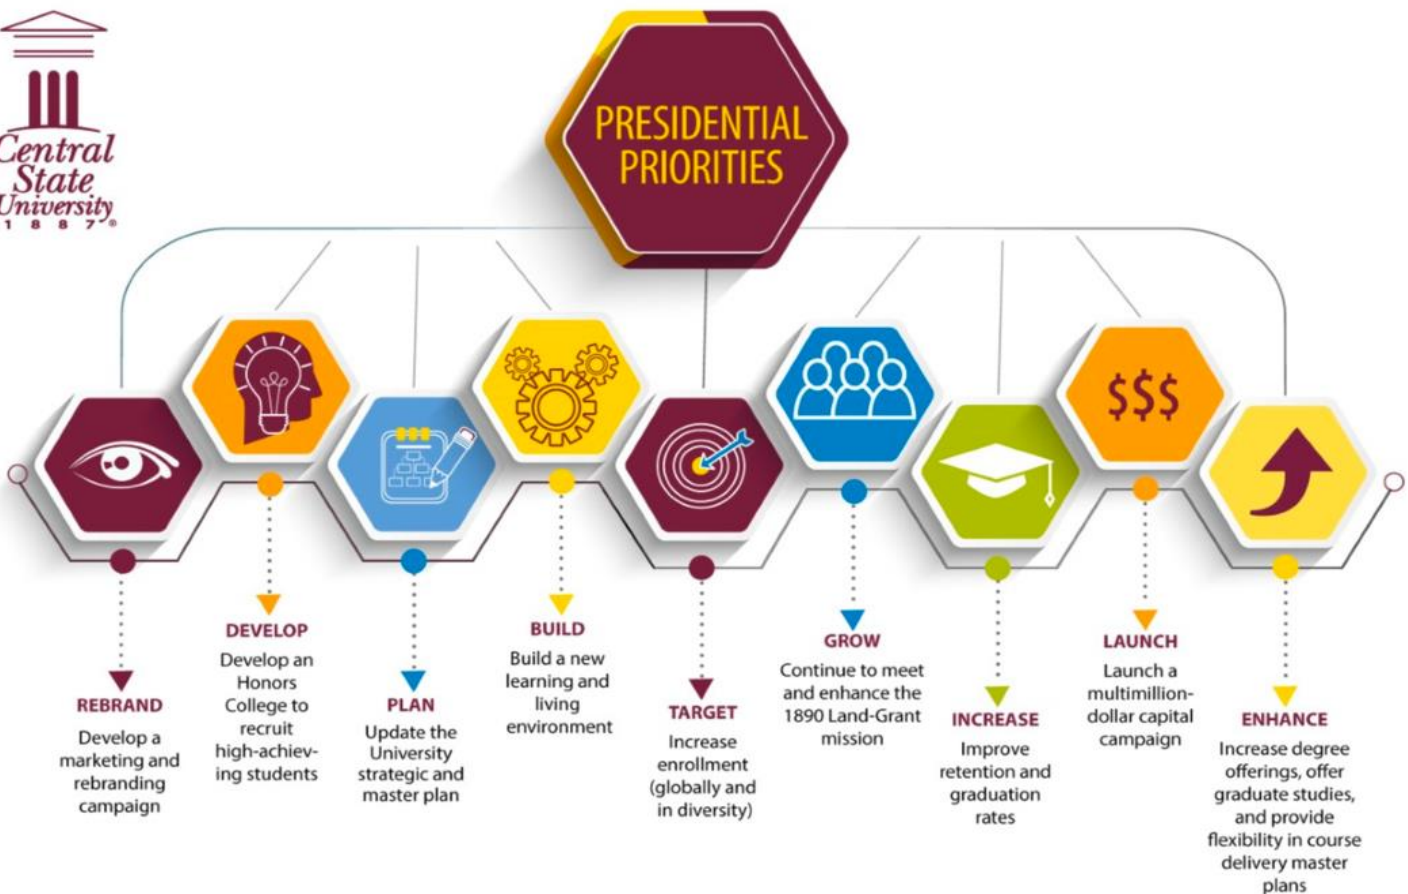 Central
State
University
1887®
PRESIDENTIAL
PRIORITIES
$$$
REBRAND
Develop a
marketing and
rebranding
campaign
DEVELOP
Develop an
Honors
College to
recruit
high-achiev-
ing students
PLAN
Update the
University
strategic and
master plan
BUILD
Build a new
learning and
living
environment
TARGET
Increase
enrollment
(globally and
in diversity)
GROW
Continue to meet
and enhance the
1890 Land-Grant
mission
INCREASE
Improve
retention and
graduation
rates
LAUNCH
Launch a
multimillion-
dollar capital
campaign
ENHANCE
Increase degree
offerings, offer
graduate studies,
and provide
flexibility in course
delivery master
plans